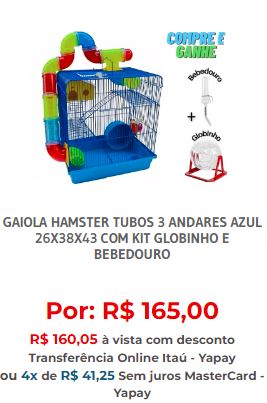 COMPRE E
GANHE
Bebedouro
+
Globinho
GAIOLA HAMSTER TUBOS 3 ANDARES AZUL
26X38X43 COM KIT GLOBINHO E
BEBEDOURO
Por: R$ 165,00
R$ 160,05 à vista com desconto
Transferência Online Itaú - Yapay
ou 4x de R$ 41,25 Sem juros MasterCard -
Yapay